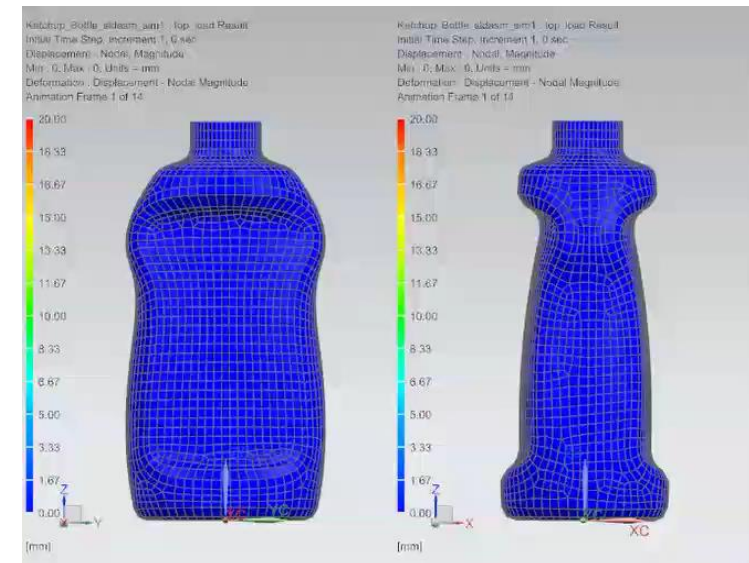 Ketchup_Bottle_aldasm_sim1 : top_load Result
Initial Time Step, Increment 1, 0 sec
Displacement - Nodal, Magnitude
Min : 0, Max : 0, Units = mm
Deformation : Displacement - Nodal Magnitude
Animation Frame 1 of 14
20.00
18.33
16.67
15.00
13.33
11.67
10.00
8.33
6.67
5.00
3.33
1.67
0.00
[mm]
Z
X
Y
XC
YC
Ketchup_Bottle_aldasm_sim1 : top_load Result
Initial Time Step, Increment 1, 0 sec
Displacement - Nodal, Magnitude
Min : 0, Max : 0, Units = mm
Deformation : Displacement - Nodal Magnitude
Animation Frame 1 of 14
20.00
18.33
16.67
15.00
13.33
11.67
10.00
8.33
6.67
5.00
3.33
1.67
0.00
[mm]
Z
X
XC